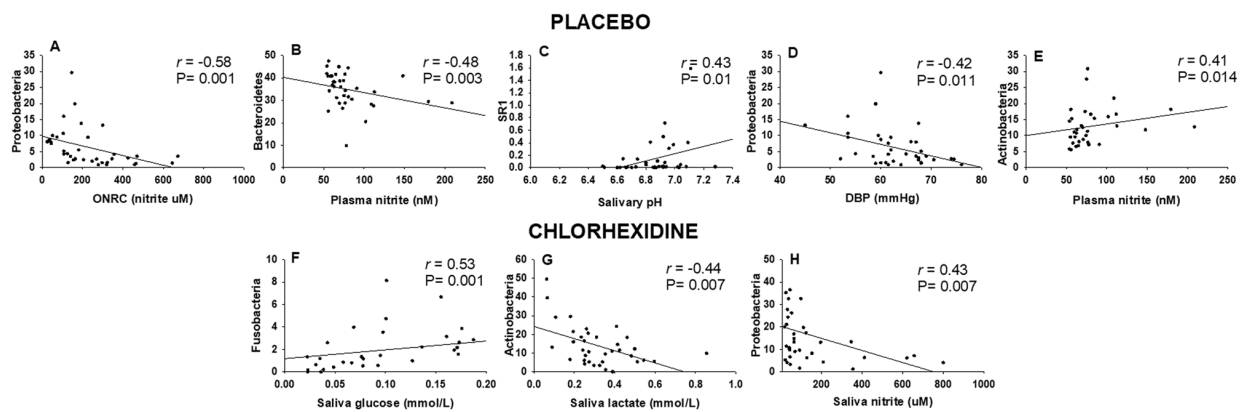 PLACEBO
A
r = -0.58
P= 0.001
Proteobacteria
35
30
25
20
15
10
5
0
0 200 400 600 800 1000
ONRC (nitrite uM)
B
r = -0.48
P= 0.003
Bacteroidetes
50
40
30
20
10
0
0 50 100 150 200 250
Plasma nitrite (nM)
C
r = 0.43
P= 0.01
SR1
1.8
1.6
1.4
1.2
1.0
0.8
0.6
0.4
0.2
0.0
6.0 6.2 6.4 6.6 6.8 7.0 7.2 7.4
Salivary pH
D
r = -0.42
P= 0.011
Proteobacteria
35
30
25
20
15
10
5
0
40 50 60 70 80
DBP (mmHg)
E
r = 0.41
P= 0.014
Actinobacteria
35
30
25
20
15
10
5
0
0 50 100 150 200 250
Plasma nitrite (nM)
CHLORHEXIDINE
F
r = 0.53
P= 0.001
Fusobacteria
10
8
6
4
2
0
0.00 0.05 0.10 0.15 0.20
Saliva glucose (mmol/L)
G
r = -0.44
P= 0.007
Actinobacteria
60
50
40
30
20
10
0
0.0 0.2 0.4 0.6 0.8 1.0
Saliva lactate (mmol/L)
H
r = 0.43
P= 0.007
Proteobacteria
50
40
30
20
10
0
0 200 400 600 800 1000
Saliva nitrite (uM)